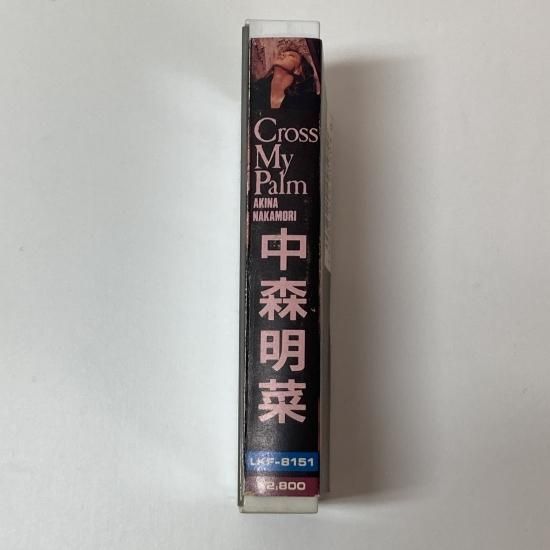 Cross
My
Palm
AKINA
NAKAMORI
中森明菜
LKF-8151
¥2,800